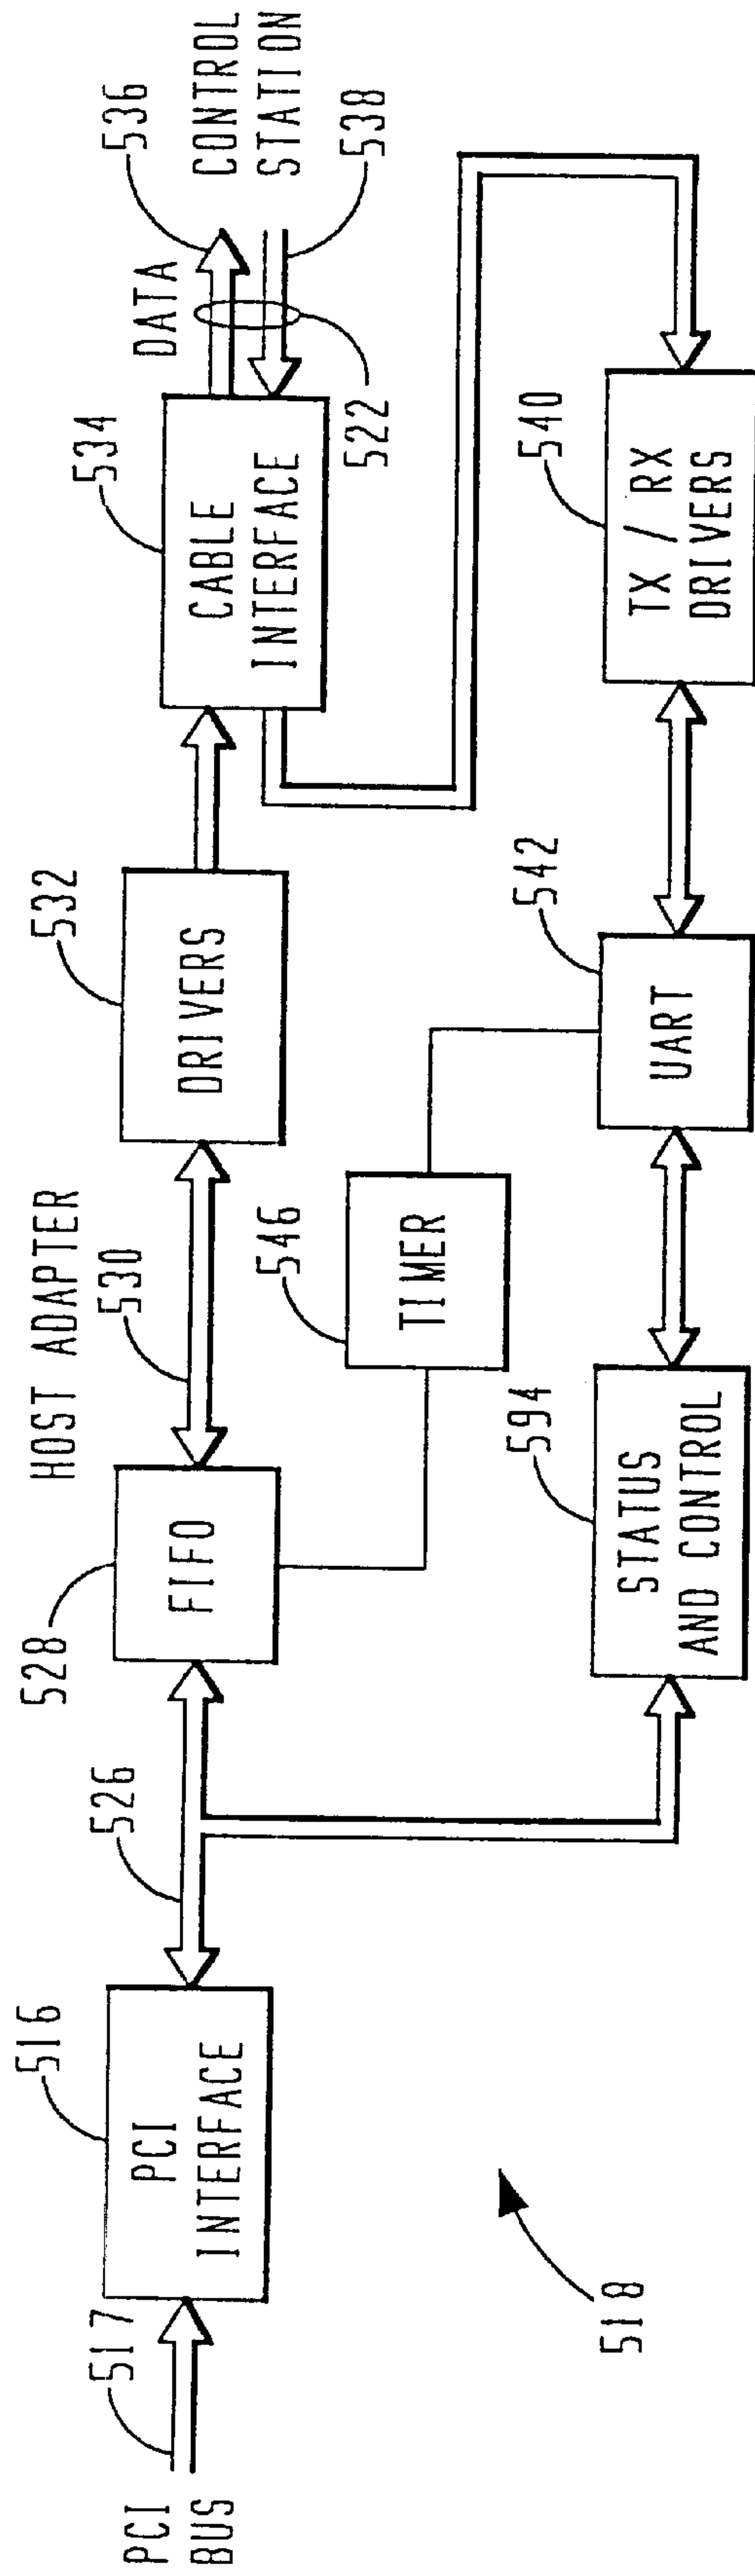 HOST ADAPTER
PCI
BUS
517
516
PCI
INTERFACE
526
528
FIFO
530
532
DRIVERS
534
CABLE
INTERFACE
DATA
536
CONTROL
STATION
538
522
546
TIMER
594
STATUS
AND CONTROL
542
UART
540
TX / RX
DRIVERS
518